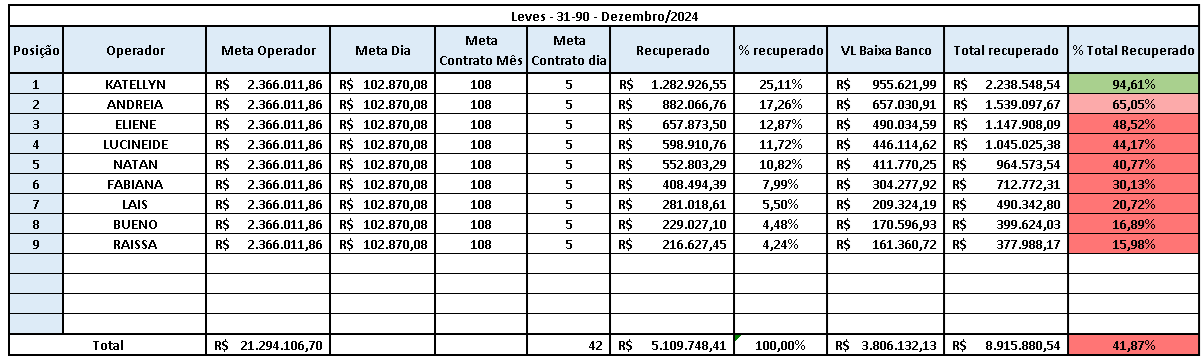 Leves - 31-90 - Dezembro/2024
Posição Operador Meta Operador Meta Dia Meta Contrato Mês Meta Contrato dia Recuperado % recuperado VL Baixa Banco Total recuperado % Total Recuperado
1 KATELLYN R$ 2.366.011,86 R$ 102.870,08 108 5 R$ 1.282.926,55 25,11% R$ 955.621,99 R$ 2.238.548,54 94,61%
2 ANDREIA R$ 2.366.011,86 R$ 102.870,08 108 5 R$ 882.066,76 17,26% R$ 657.030,91 R$ 1.539.097,67 65,05%
3 ELIENE R$ 2.366.011,86 R$ 102.870,08 108 5 R$ 657.873,50 12,87% R$ 490.034,59 R$ 1.147.908,09 48,52%
4 LUCINEIDE R$ 2.366.011,86 R$ 102.870,08 108 5 R$ 598.910,76 11,72% R$ 446.114,62 R$ 1.045.025,38 44,17%
5 NATAN R$ 2.366.011,86 R$ 102.870,08 108 5 R$ 552.803,29 10,82% R$ 411.770,25 R$ 964.573,54 40,77%
6 FABIANA R$ 2.366.011,86 R$ 102.870,08 108 5 R$ 408.494,39 7,99% R$ 304.277,92 R$ 712.772,31 30,13%
7 LAIS R$ 2.366.011,86 R$ 102.870,08 108 5 R$ 281.018,61 5,50% R$ 209.324,19 R$ 490.342,80 20,72%
8 BUENO R$ 2.366.011,86 R$ 102.870,08 108 5 R$ 229.027,10 4,48% R$ 170.596,93 R$ 399.624,03 16,89%
9 RAISSA R$ 2.366.011,86 R$ 102.870,08 108 5 R$ 216.627,45 4,24% R$ 161.360,72 R$ 377.988,17 15,98%
Total R$ 21.294.106,70 42 R$ 5.109.748,41 100,00% R$ 3.806.132,13 R$ 8.915.880,54 41,87%